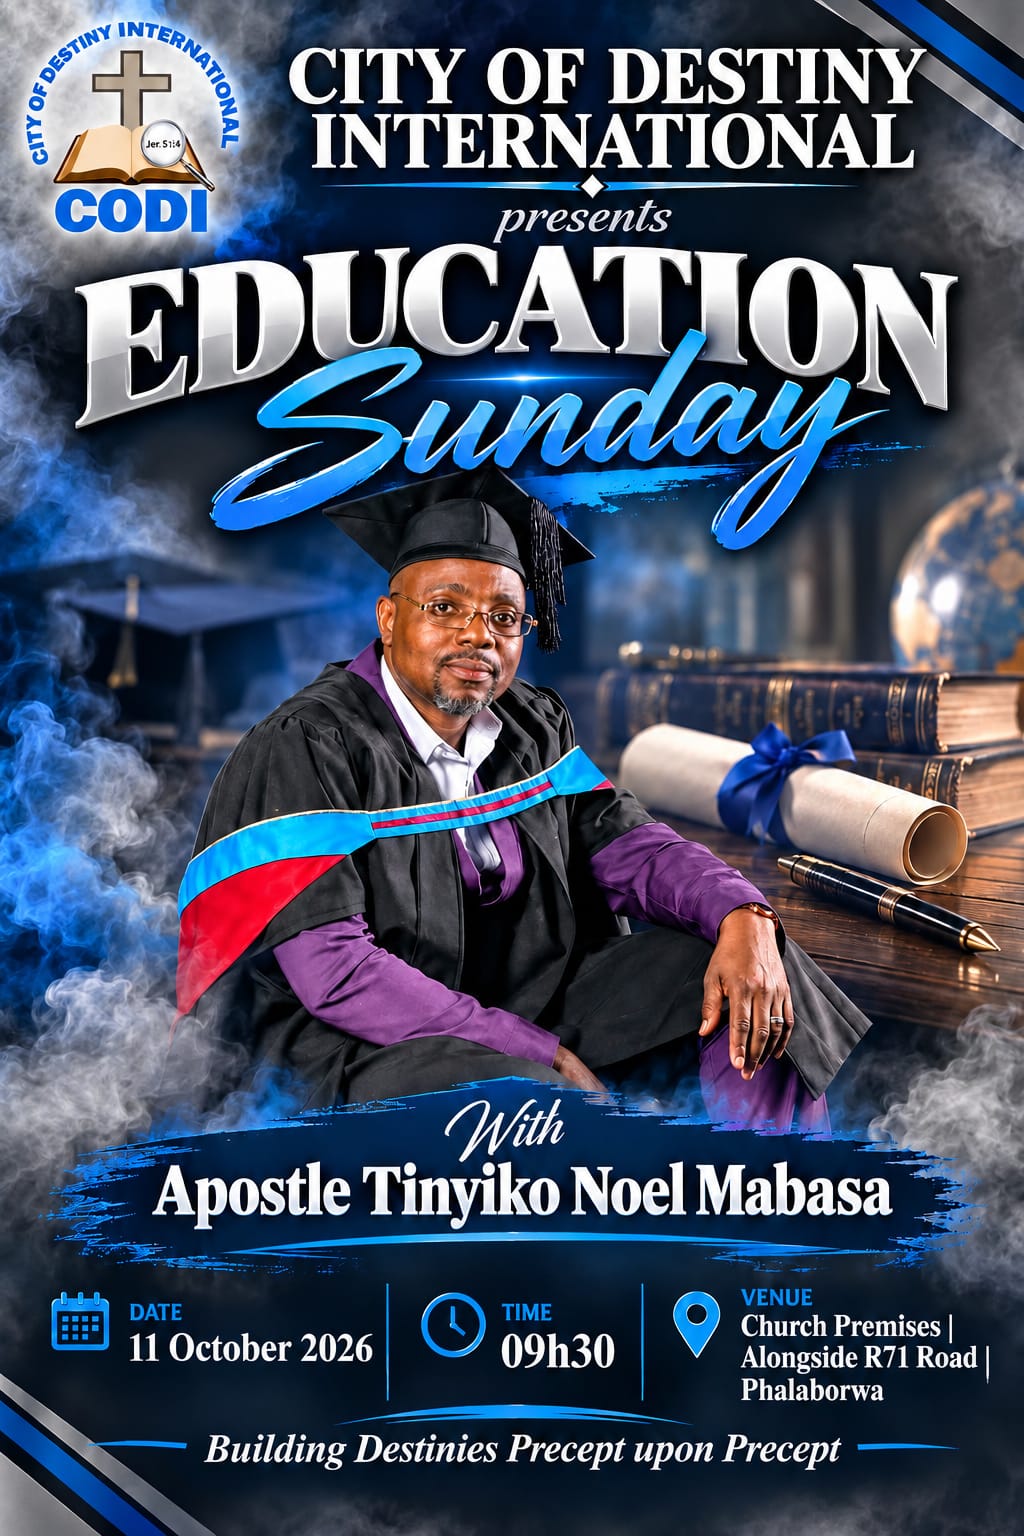 CITY OF DESTINY INTERNATIONAL
Jer. 51:4
CODI
CITY OF DESTINY
INTERNATIONAL
presents
EDUCATION
Sunday
With
Apostle Tinyiko Noel Mabasa
DATE
11 October 2026
TIME
09h30
VENUE
Church Premises |
Alongside R71 Road |
Phalaborwa
Building Destinies Precept upon Precept